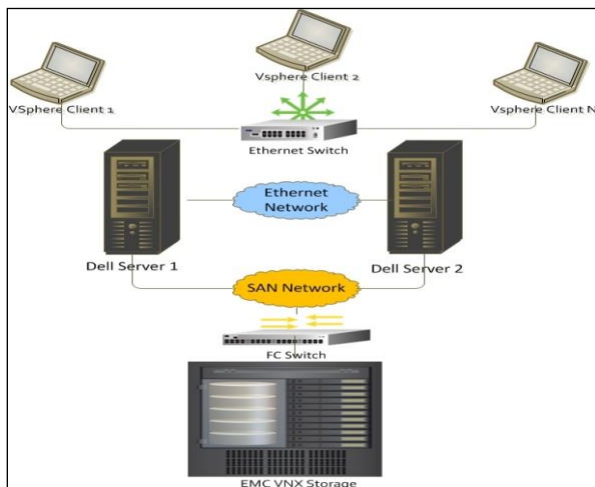 Vsphere Client 2
VSphere Client 1
Vsphere Client N
Ethernet Switch
Ethernet
Network
Dell Server 1
Dell Server 2
SAN Network
FC Switch
EMC VNX Storage